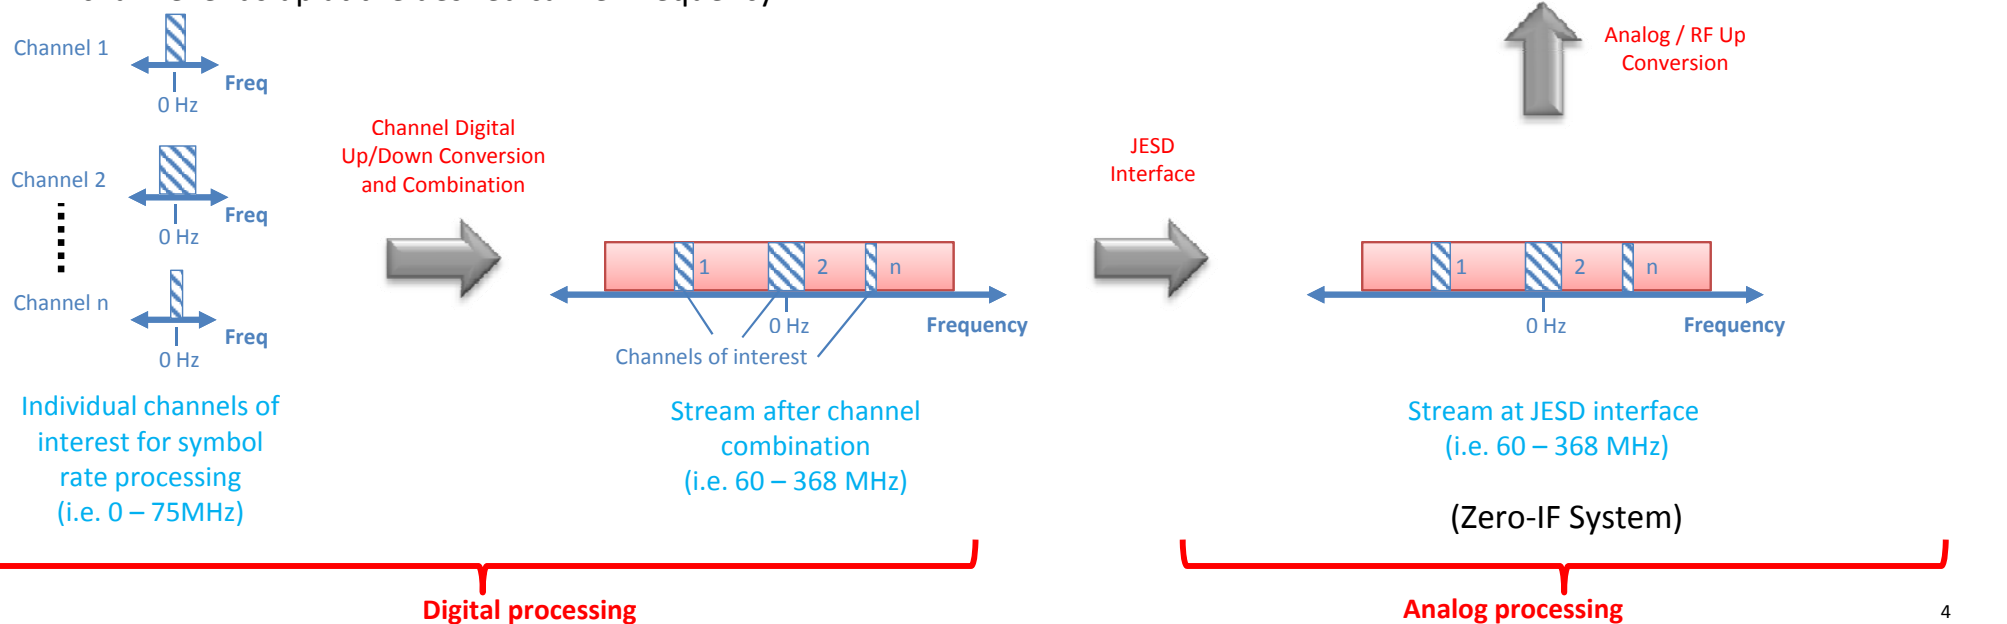 Channel 1
Freq
0 Hz
Channel 2
Freq
0 Hz
Channel n
Freq
0 Hz
Individual channels of
interest for symbol
rate processing
(i.e. 0 – 75MHz)
Channel Digital
Up/Down Conversion
and Combination
1
2
n
0 Hz
Frequency
Channels of interest
Stream after channel
combination
(i.e. 60 – 368 MHz)
JESD
Interface
Analog / RF Up
Conversion
1
2
n
0 Hz
Frequency
Stream at JESD interface
(i.e. 60 – 368 MHz)
(Zero-IF System)
Digital processing
Analog processing
4